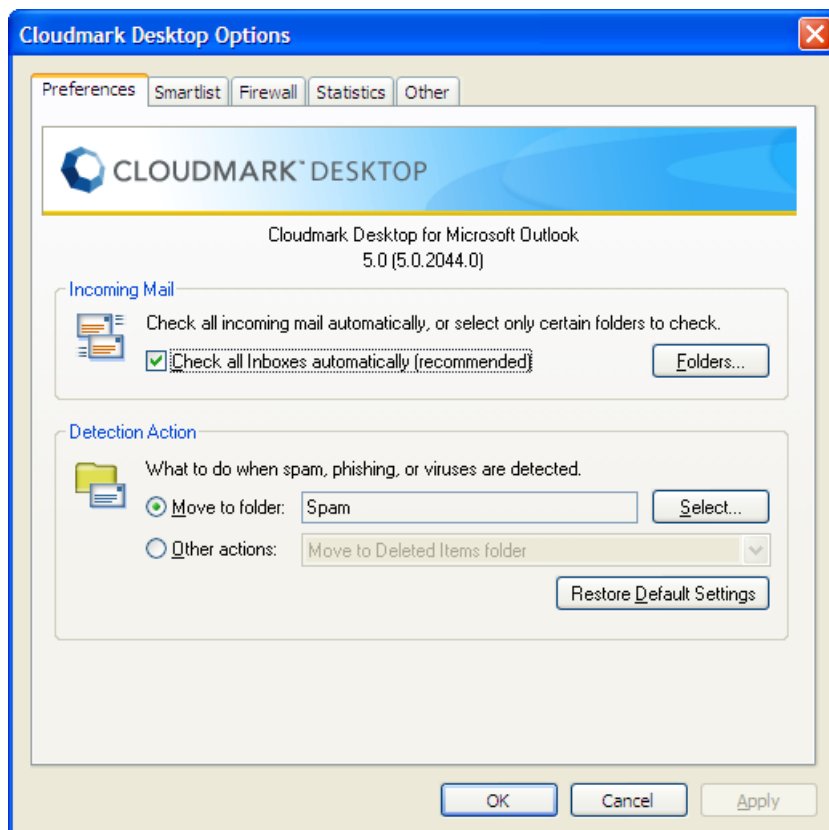 Cloudmark Desktop Options
Preferences Smartlist Firewall Statistics Other
CLOUDMARK™ DESKTOP
Cloudmark Desktop for Microsoft Outlook
5.0 (5.0.2044.0)
Incoming Mail
Check all incoming mail automatically, or select only certain folders to check.
Check all Inboxes automatically (recommended) Folders...
Detection Action
What to do when spam, phishing, or viruses are detected.
Move to folder: Spam Select...
Other actions: Move to Deleted Items folder
Restore Default Settings
OK Cancel Apply